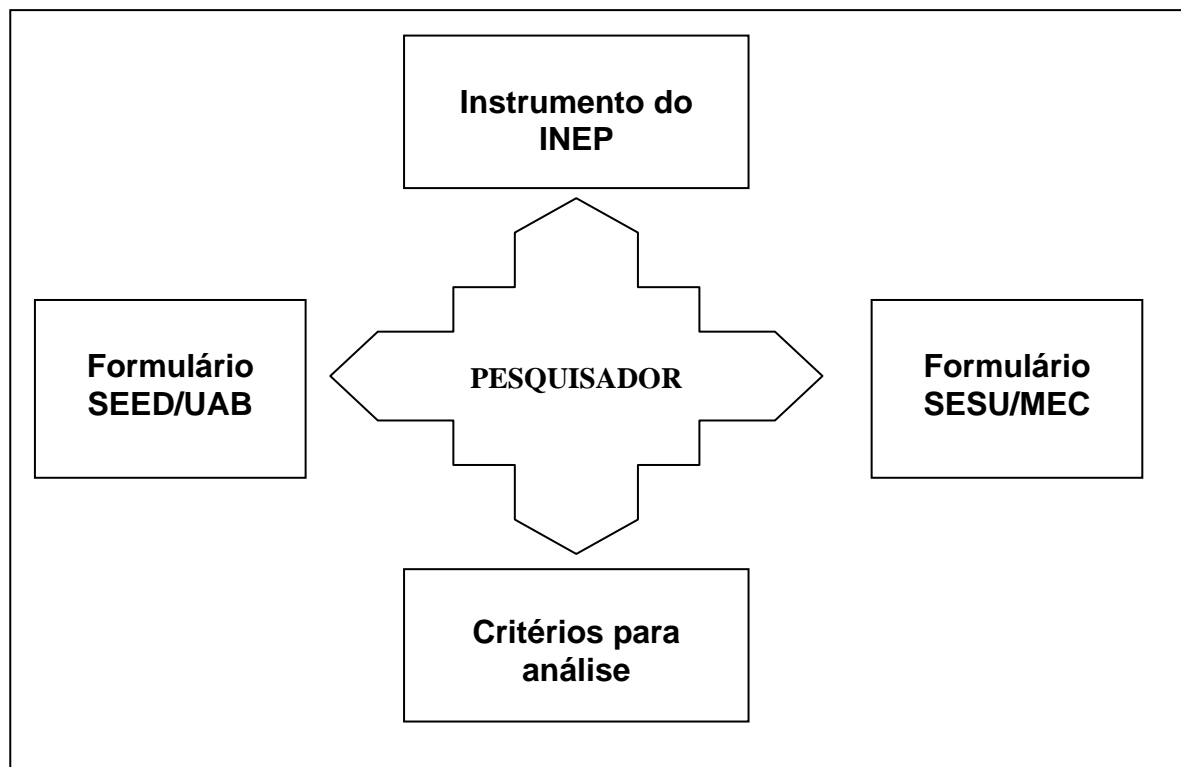 Instrumento do
INEP
Formulário
SEED/UAB
PESQUISADOR
Formulário
SESU/MEC
Critérios para
análise